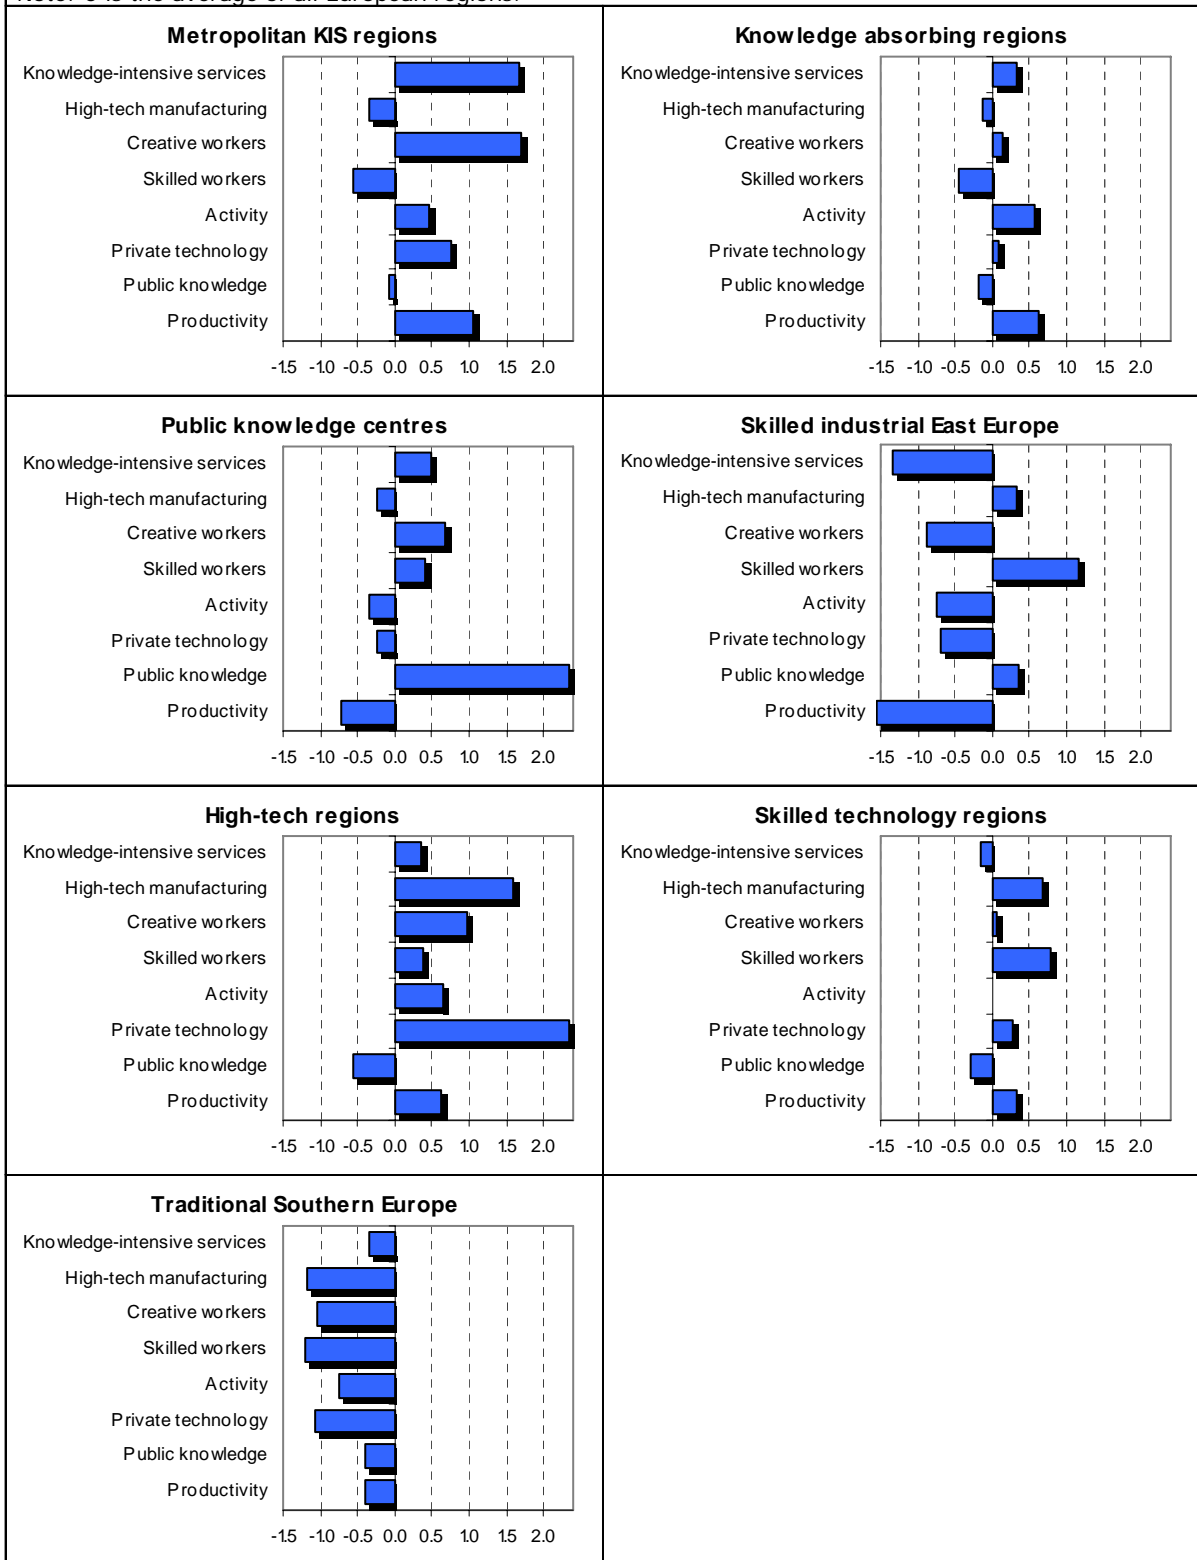 Note: 0 is the average of all European regions.
Metropolitan KIS regions
Knowledge-intensive services
High-tech manufacturing
Creative workers
Skilled workers
Activity
Private technology
Public knowledge
Productivity
-1.5 -1.0 -0.5 0.0 0.5 1.0 1.5 2.0
Knowledge absorbing regions
Knowledge-intensive services
High-tech manufacturing
Creative workers
Skilled workers
Activity
Private technology
Public knowledge
Productivity
-1.5 -1.0 -0.5 0.0 0.5 1.0 1.5 2.0
Public knowledge centres
Knowledge-intensive services
High-tech manufacturing
Creative workers
Skilled workers
Activity
Private technology
Public knowledge
Productivity
-1.5 -1.0 -0.5 0.0 0.5 1.0 1.5 2.0
Skilled industrial East Europe
Knowledge-intensive services
High-tech manufacturing
Creative workers
Skilled workers
Activity
Private technology
Public knowledge
Productivity
-1.5 -1.0 -0.5 0.0 0.5 1.0 1.5 2.0
High-tech regions
Knowledge-intensive services
High-tech manufacturing
Creative workers
Skilled workers
Activity
Private technology
Public knowledge
Productivity
-1.5 -1.0 -0.5 0.0 0.5 1.0 1.5 2.0
Skilled technology regions
Knowledge-intensive services
High-tech manufacturing
Creative workers
Skilled workers
Activity
Private technology
Public knowledge
Productivity
-1.5 -1.0 -0.5 0.0 0.5 1.0 1.5 2.0
Traditional Southern Europe
Knowledge-intensive services
High-tech manufacturing
Creative workers
Skilled workers
Activity
Private technology
Public knowledge
Productivity
-1.5 -1.0 -0.5 0.0 0.5 1.0 1.5 2.0